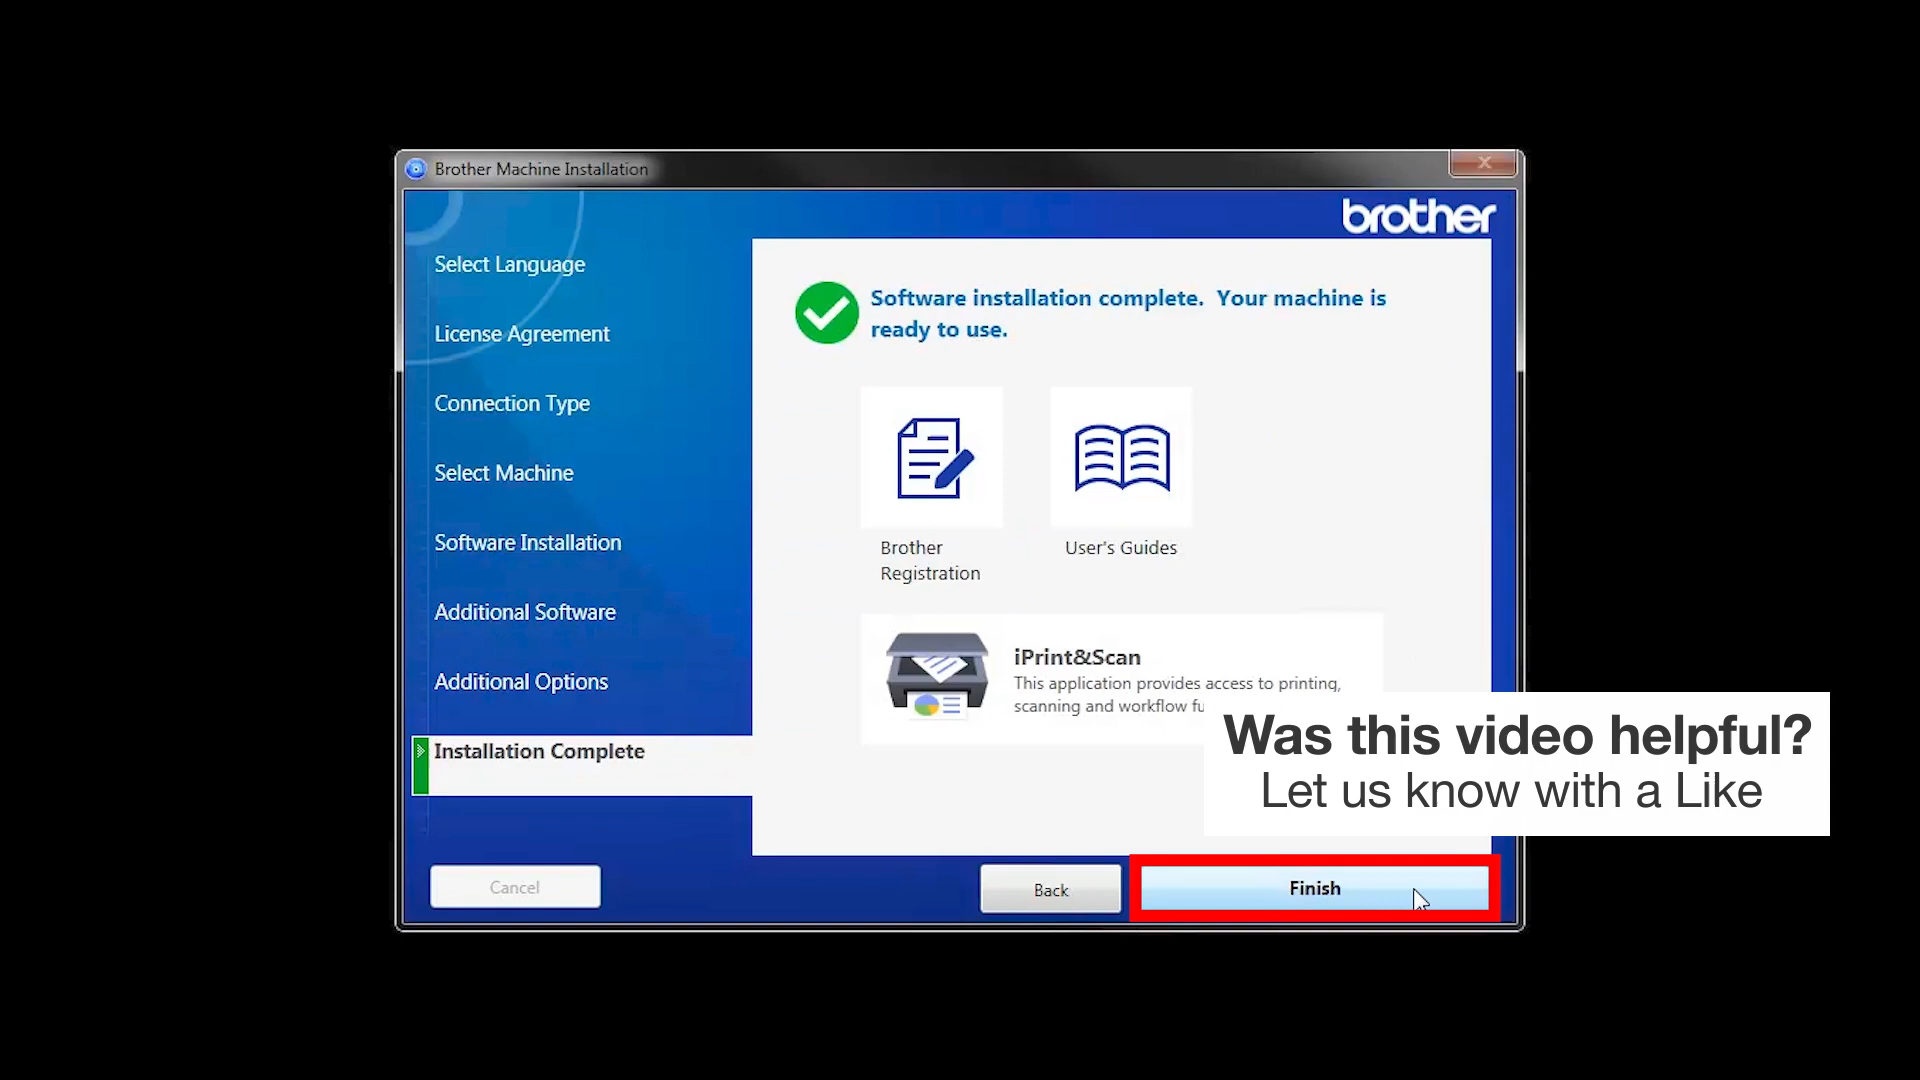 Brother Machine Installation
brother
Select Language
License Agreement
Connection Type
Select Machine
Software Installation
Additional Software
Additional Options
Installation Complete
Software installation complete. Your machine is
ready to use.
Brother
Registration
User's Guides
iPrint&Scan
This application provides access to printing,
scanning and workflow
Was this video helpful?
Let us know with a Like
Cancel
Back
Finish